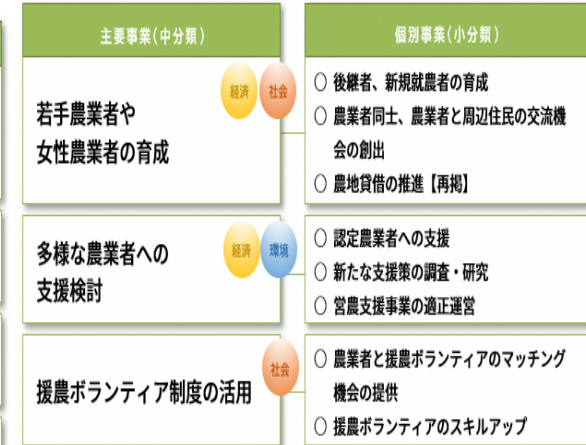 主要事業(中分類)
個別事業(小分類)
経済
社会
若手農業者や
女性農業者の育成
○ 後継者、新規就農者の育成
○ 農業者同士、農業者と周辺住民の交流機
会の創出
○ 農地貸借の推進【再掲】
経済
環境
多様な農業者への
支援検討
○ 認定農業者への支援
○ 新たな支援策の調査・研究
○ 営農支援事業の適正運営
社会
援農ボランティア制度の活用
○ 農業者と援農ボランティアのマッチング
機会の提供
○ 援農ボランティアのスキルアップ